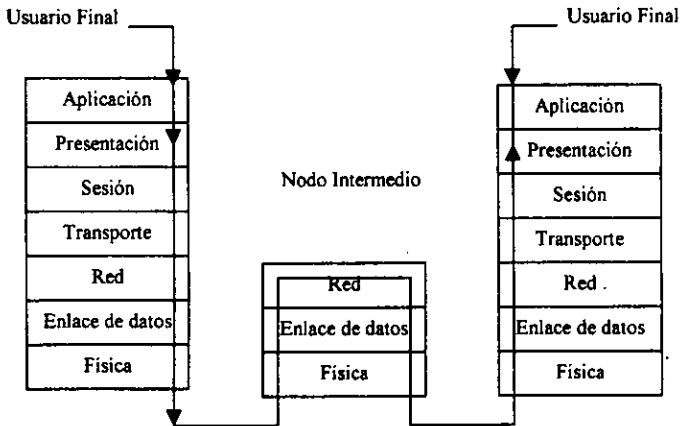 Usuario Final
Usuario Final
Aplicación
Presentación
Sesión
Transporte
Red
Enlace de datos
Física
Nodo Intermedio
Red
Enlace de datos
Física
Aplicación
Presentación
Sesión
Transporte
Red .
Enlace de datos
Física